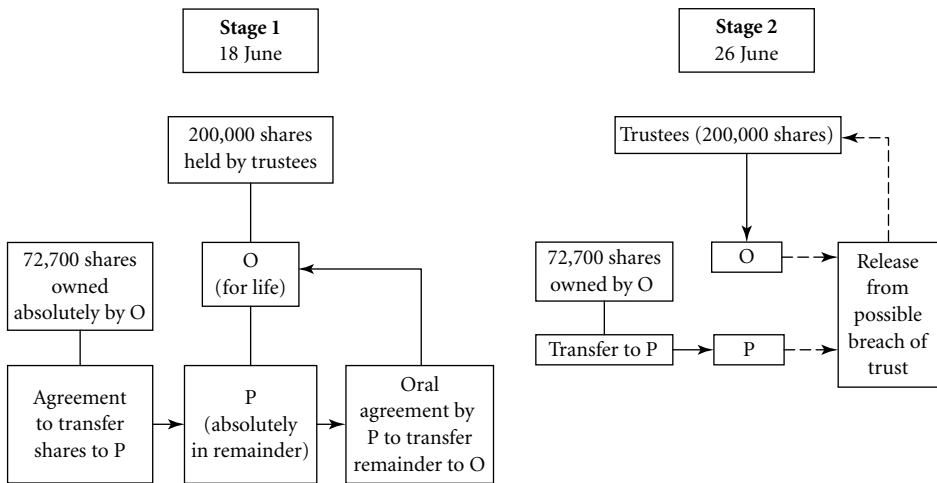 Stage 1
18 June
200,000 shares
held by trustees
72,700 shares
owned
absolutely by O
O
(for life)
Agreement
to transfer
shares to P
P
(absolutely
in remainder)
Oral
agreement by
P to transfer
remainder to O
Stage 2
26 June
Trustees (200,000 shares)
72,700 shares
owned by O
O
Release
from
possible
breach of
trust
Transfer to P
P